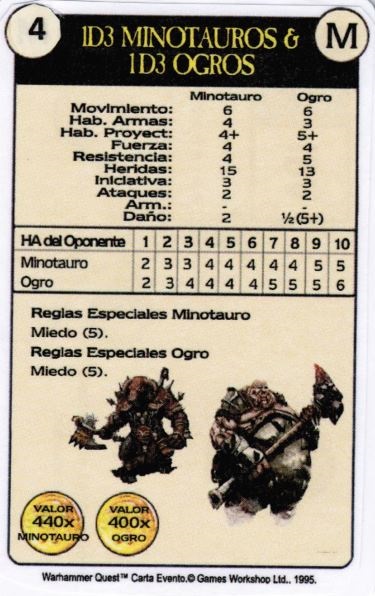 4
1D3 MINOTAUROS &
1D3 OGROS
M
Minotauro Ogro
Movimiento: 6 6
Hab. Armas: 4 3
Hab. Proyect: 4+ 5+
Fuerza: 4 4
Resistencia: 4 5
Heridas: 15 13
Iniciativa: 3 3
Ataques: 2 2
Arm.: - -
Daño: 2 ½(5+)
HA del Oponente 1 2 3 4 5 6 7 8 9 10
Minotauro 2 3 3 4 4 4 4 4 5 5
Ogro 2 3 4 4 4 4 5 5 5 6
Reglas Especiales Minotauro
Miedo (5).
Reglas Especiales Ogro
Miedo (5).
VALOR
440x
MINOTAURO
VALOR
400x
OGRO
Warhammer Quest™ Carta Evento.© Games Workshop Ltd.. 1995.